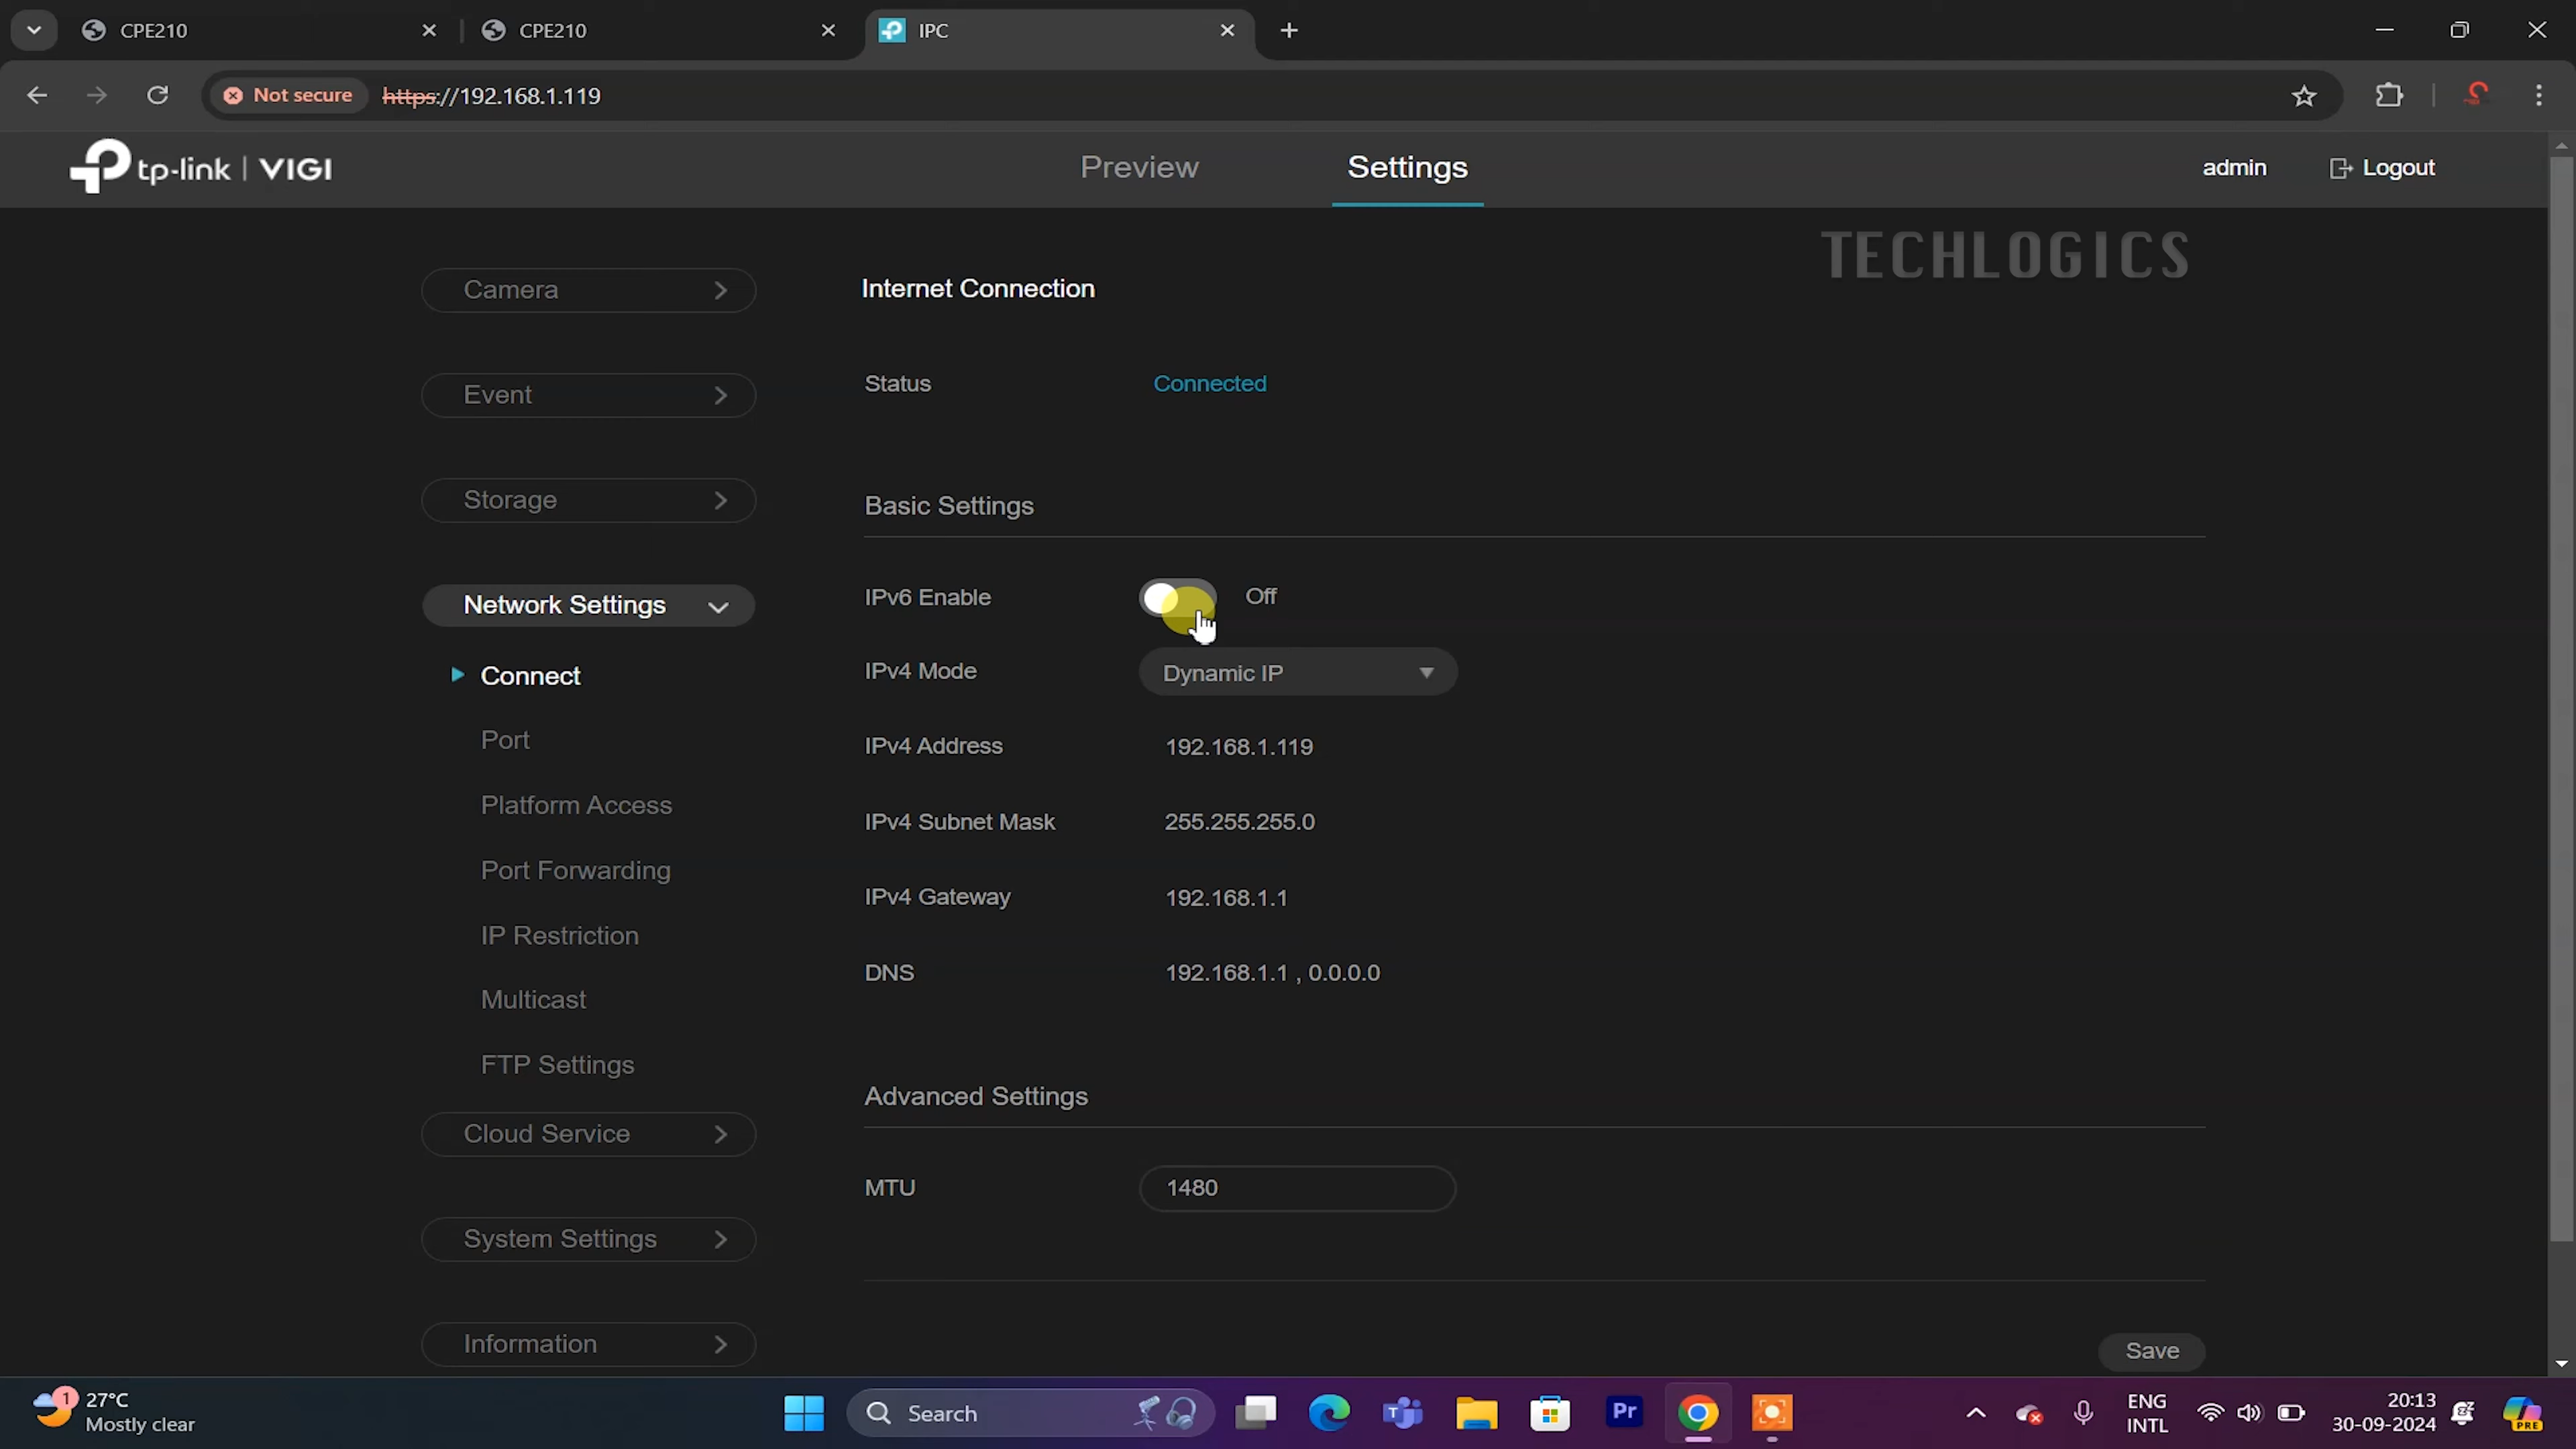 CPE210
CPE210
IPC
Not secure
https://192.168.1.119
tp-link | VIGI
Preview
Settings
admin
Logout
TECHLOGICS
Camera
Event
Storage
Network Settings
Connect
Port
Platform Access
Port Forwarding
IP Restriction
Multicast
FTP Settings
Cloud Service
System Settings
Information
Internet Connection
Status Connected
Basic Settings
IPv6 Enable Off
IPv4 Mode Dynamic IP
IPv4 Address 192.168.1.119
IPv4 Subnet Mask 255.255.255.0
IPv4 Gateway 192.168.1.1
DNS 192.168.1.1 , 0.0.0.0
Advanced Settings
MTU 1480
Save
1
27°C
Mostly clear
Search
T
Pr
ENG
INTL
20:13
30-09-2024
PRE